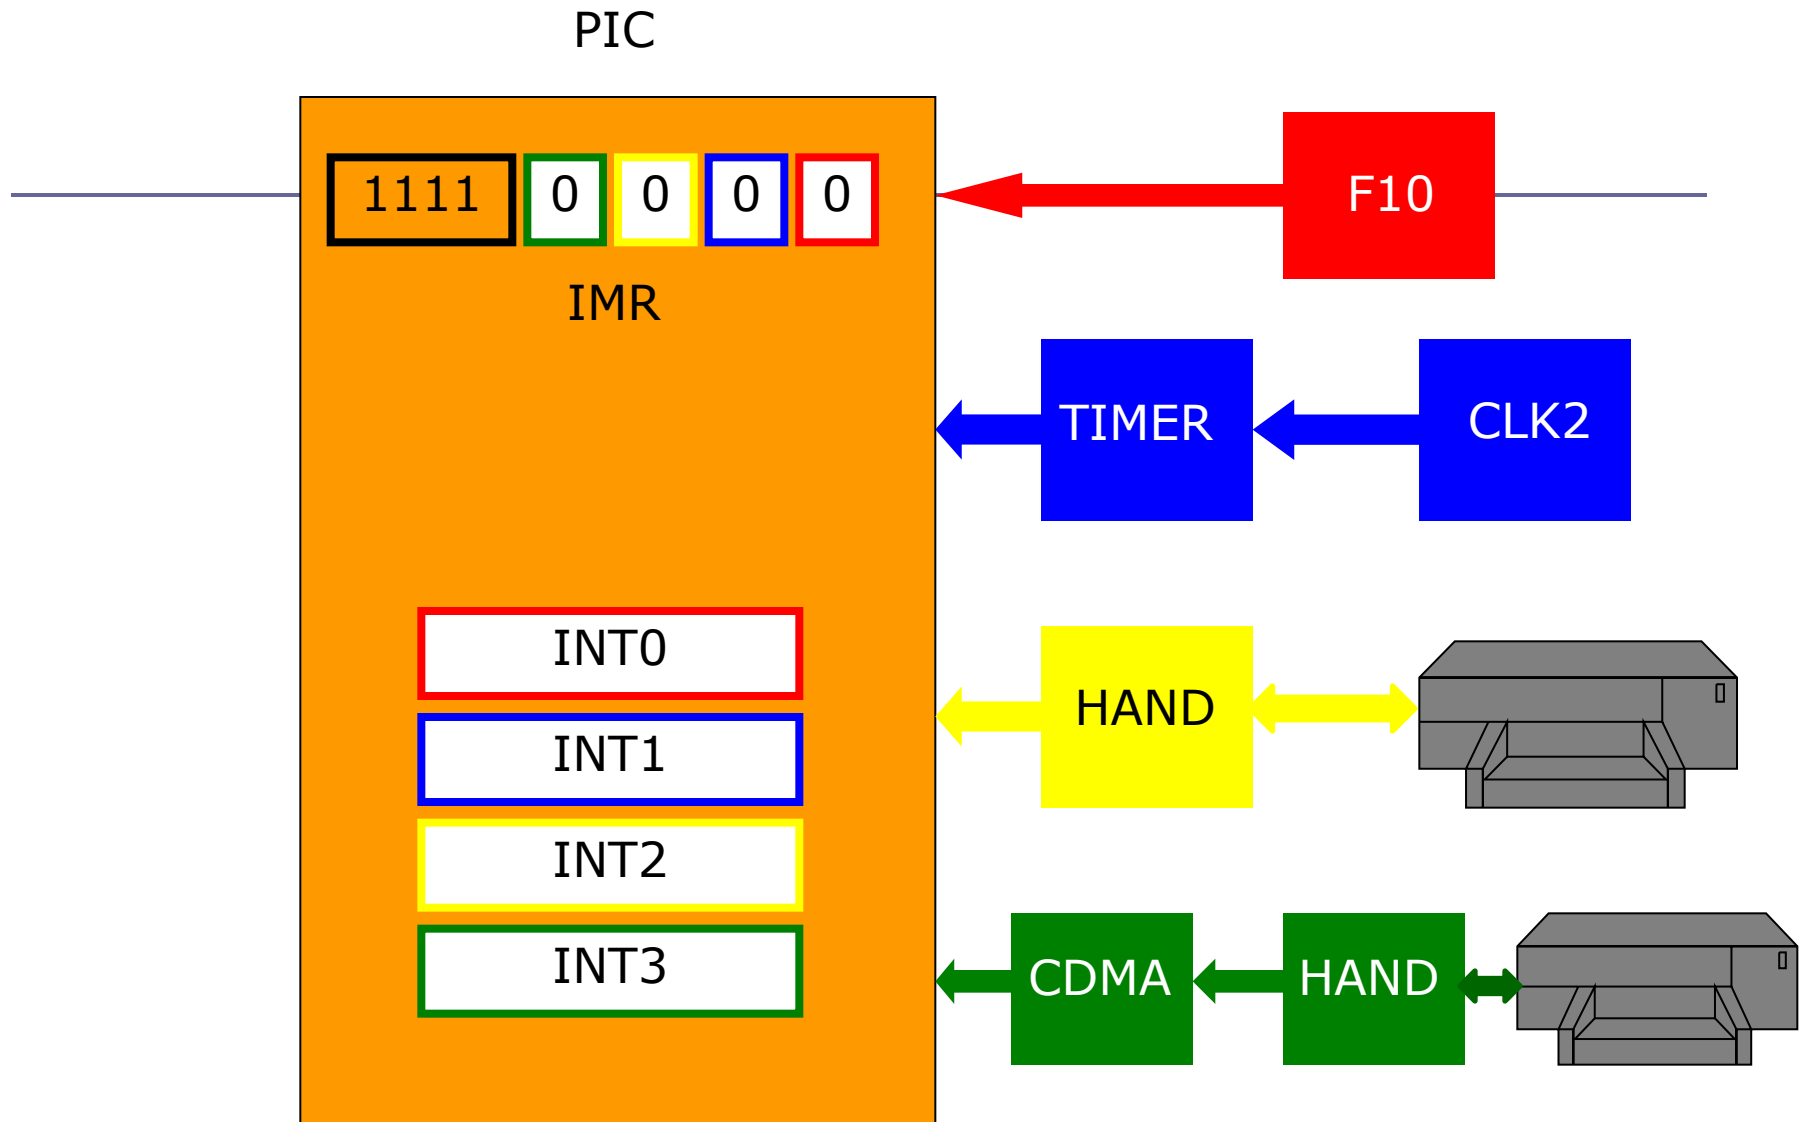 PIC
1111 0 0 0 0
F10
IMR
TIMER
CLK2
INT0
HAND
INT1
INT2
INT3
CDMA
HAND